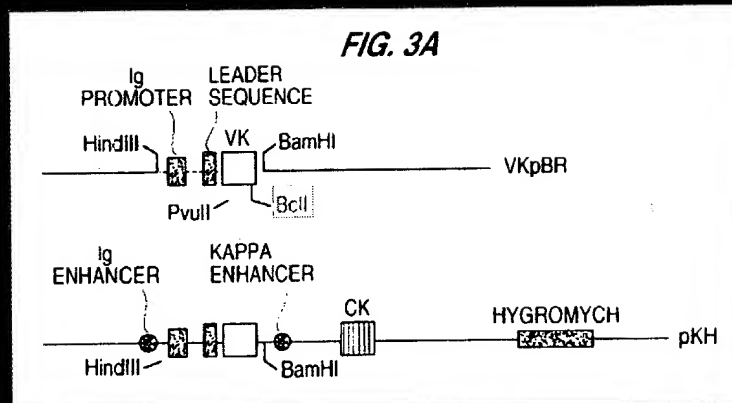 FIG. 3A
Ig
PROMOTER
LEADER
SEQUENCE
HindIII
VK
BamHI
VKpBR
PvuII
BclI
Ig
ENHANCER
KAPPA
ENHANCER
CK
HYGROMYCH
pKH
HindIII
BamHI